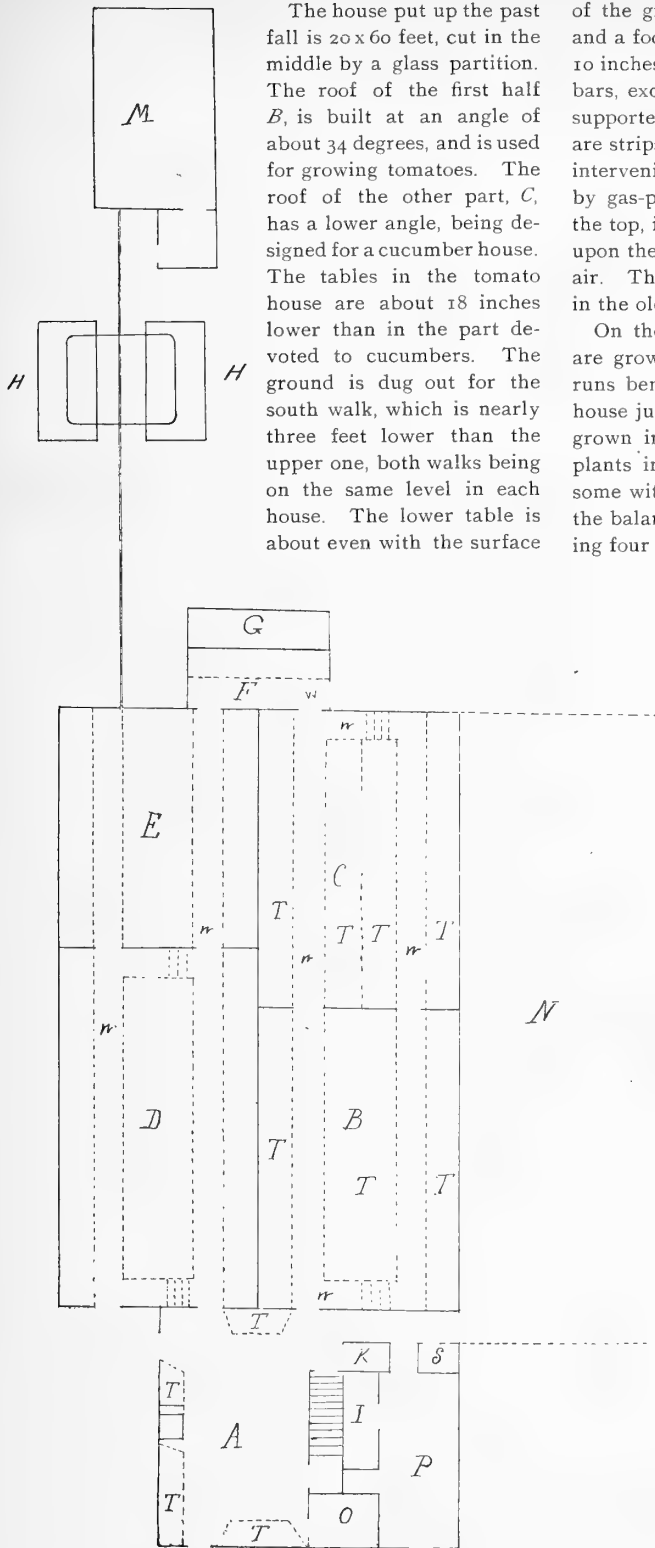 The house put up the past
fall is 20 x 60 feet, cut in the
middle by a glass partition.
The roof of the first half
B, is built at an angle of
about 34 degrees, and is used
for growing tomatoes. The
roof of the other part, C,
has a lower angle, being de-
signed for a cucumber house.
The tables in the tomato
house are about 18 inches
lower than in the part de-
voted to cucumbers. The
ground is dug out for the
south walk, which is nearly
three feet lower than the
upper one, both walks being
on the same level in each
house. The lower table is
about even with the surface
of the g
and a foo
10 inches
bars, exc
supporte
are strips
interveni
by gas-p
the top, i
upon the
air. Th
in the ol
On the
are grow
runs ben
house ju
grown in
plants in
some wit
the balan
ing four
M
H H
G
F W
W
E
C
W T T T W T
W
N
D B
T T T
W
T
K S
T
A I P
T
T O